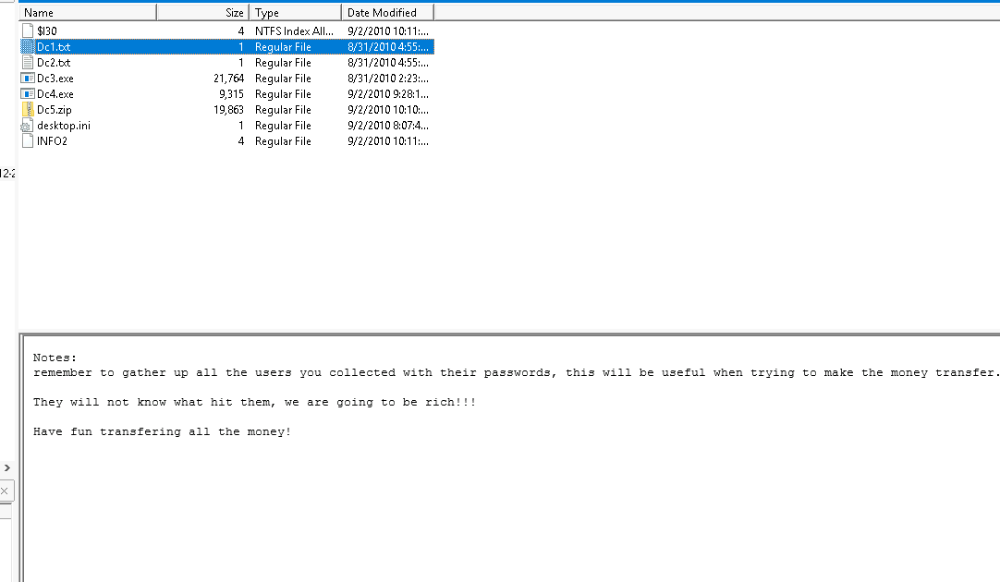 Name Size Type Date Modified
$I30 4 NTFS Index All... 9/2/2010 10:11:...
Dc1.txt 1 Regular File 8/31/2010 4:55:...
Dc2.txt 1 Regular File 8/31/2010 4:55:...
Dc3.exe 21,764 Regular File 8/31/2010 2:23:...
Dc4.exe 9,315 Regular File 9/2/2010 9:28:1...
Dc5.zip 19,863 Regular File 9/2/2010 10:10:...
desktop.ini 1 Regular File 9/2/2010 8:07:4...
INFO2 4 Regular File 9/2/2010 10:11:...
12-2
Notes:
remember to gather up all the users you collected with their passwords, this will be useful when trying to make the money transfer.
They will not know what hit them, we are going to be rich!!!
Have fun transfering all the money!